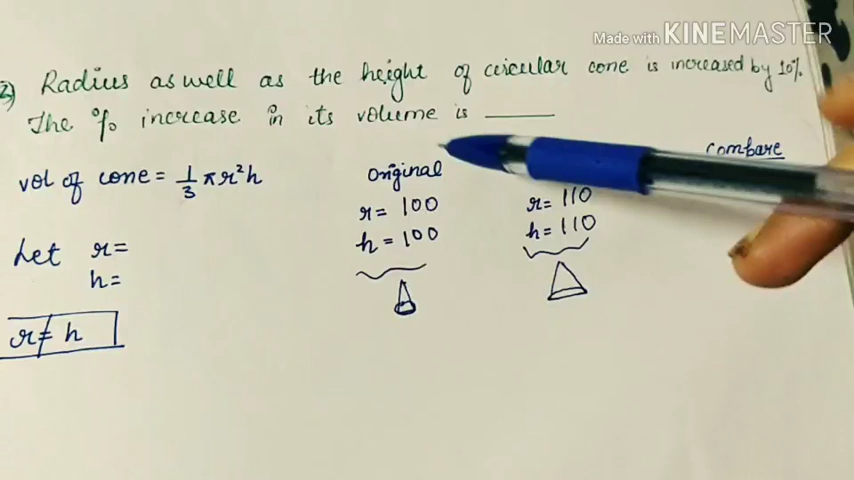 Made with KINEMASTER
2) Radius as well as the height of circular cone is increased by 10%.
The % increase in its volume is ______
compare
vol of cone = 1/3 πr²h
original
r = 100
h = 100
r = 110
h = 110
Let r =
h =
r ≠ h